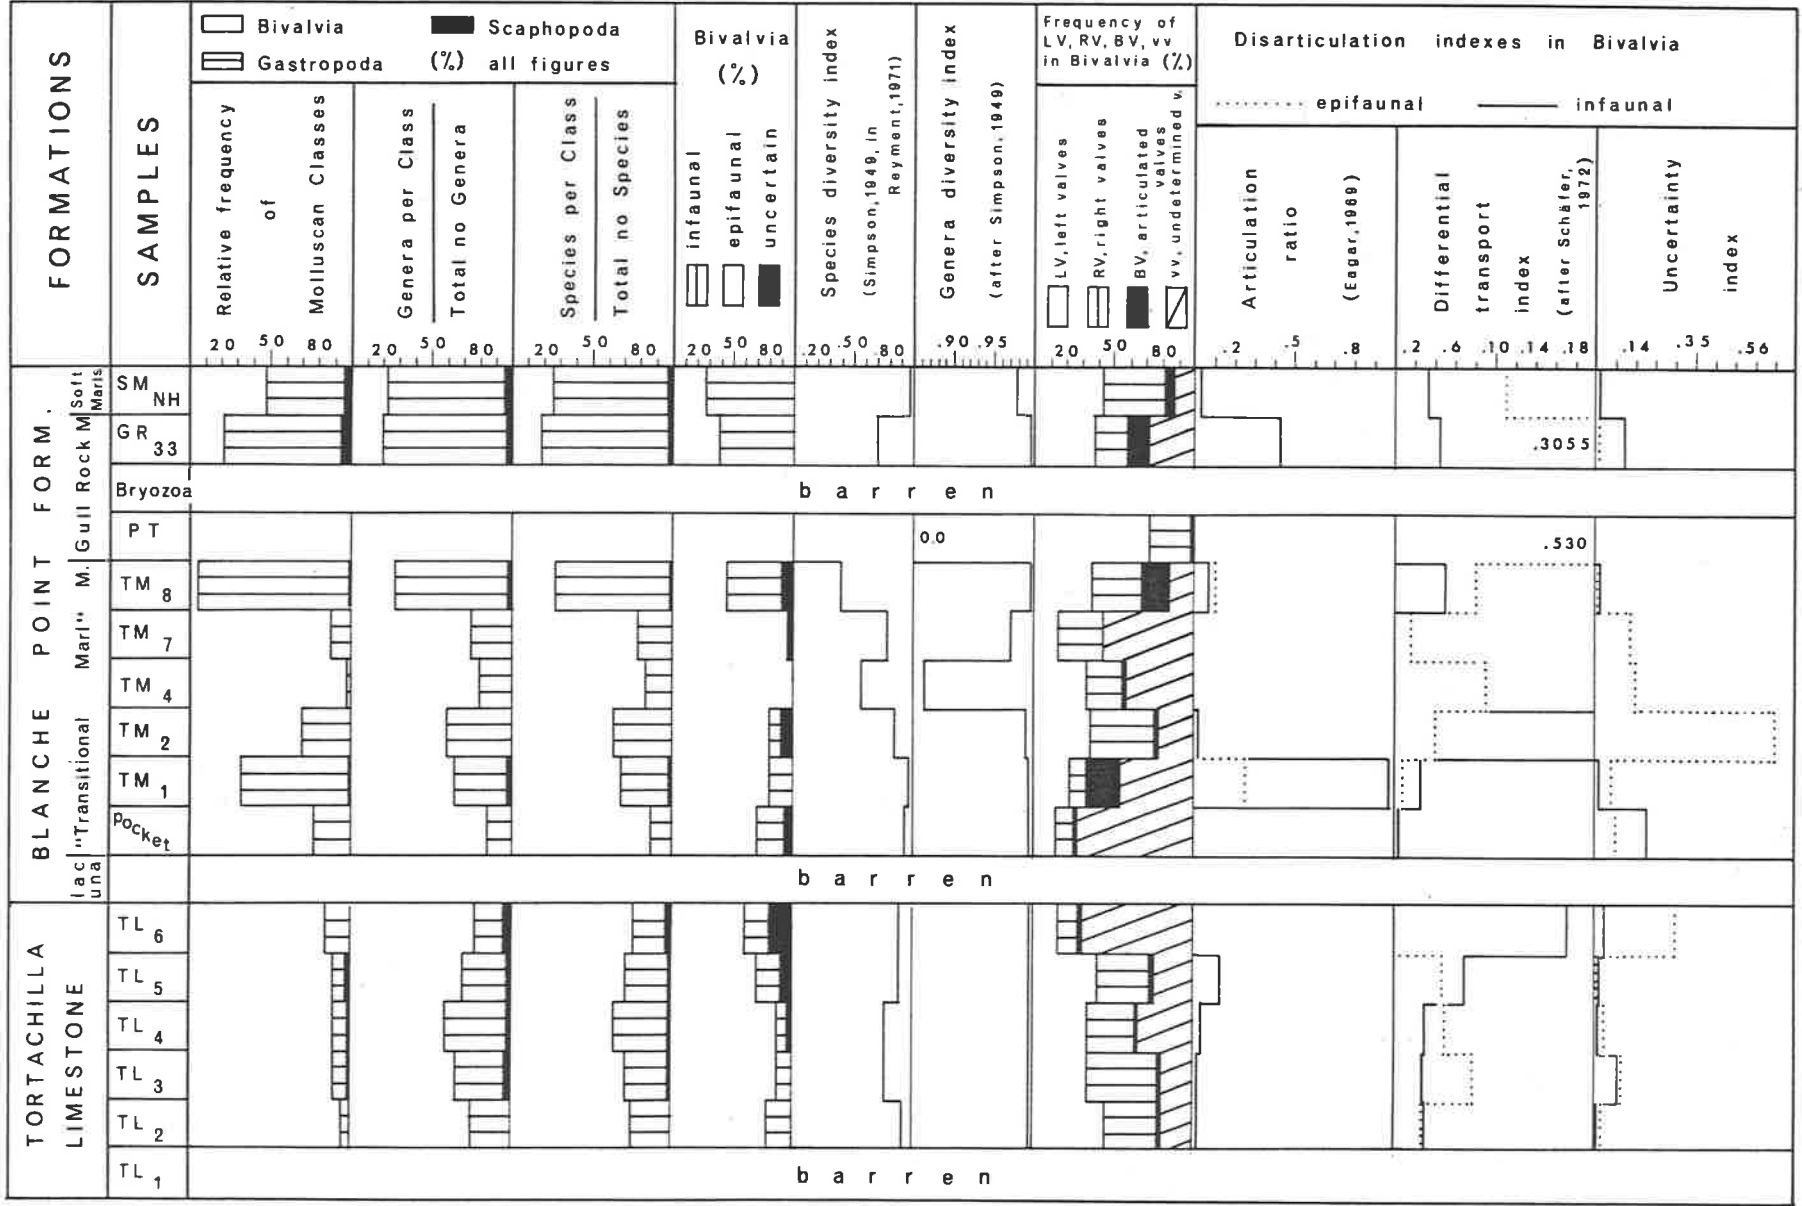 FORMATIONS
SAMPLES
Bivalvia
Scaphopoda
Gastropoda
(%) all figures
Relative frequency
of
Molluscan Classes
Genera per Class
Total no Genera
Species per Class
Total no Species
Bivalvia
(%)
infaunal
epifaunal
uncertain
Species diversity index
(Simpson,1949, in
Reyment,1971)
Genera diversity index
(after Simpson, 1949)
Frequency of
LV, RV, BV, vv
in Bivalvia (%)
LV, left valves
RV, right valves
BV, articulated
valves
vv, undetermined v.
Disarticulation indexes in Bivalvia
epifaunal
infaunal
Articulation
ratio
(Eagar,1969)
Differential
transport
index
(after Schäfer,
1972)
Uncertainty
index
20 50 80
20 50 80
20 50 80
20 50 80
.20 .50 .80
.90 .95
20 50 80
.2 .5 .8
.2 .6 .10 .14 .18
.14 .35 .56
BLANCHE POINT FORM.
Soft
Marls
Gull Rock M
"Transitional Marl" M.
lac
una
SM NH
GR 33
.3055
Bryozoa
barren
PT
0.0
.530
TM 8
TM 7
TM 4
TM 2
TM 1
pocket
barren
TORTACHILLA
LIMESTONE
TL 6
TL 5
TL 4
TL 3
TL 2
TL 1
barren